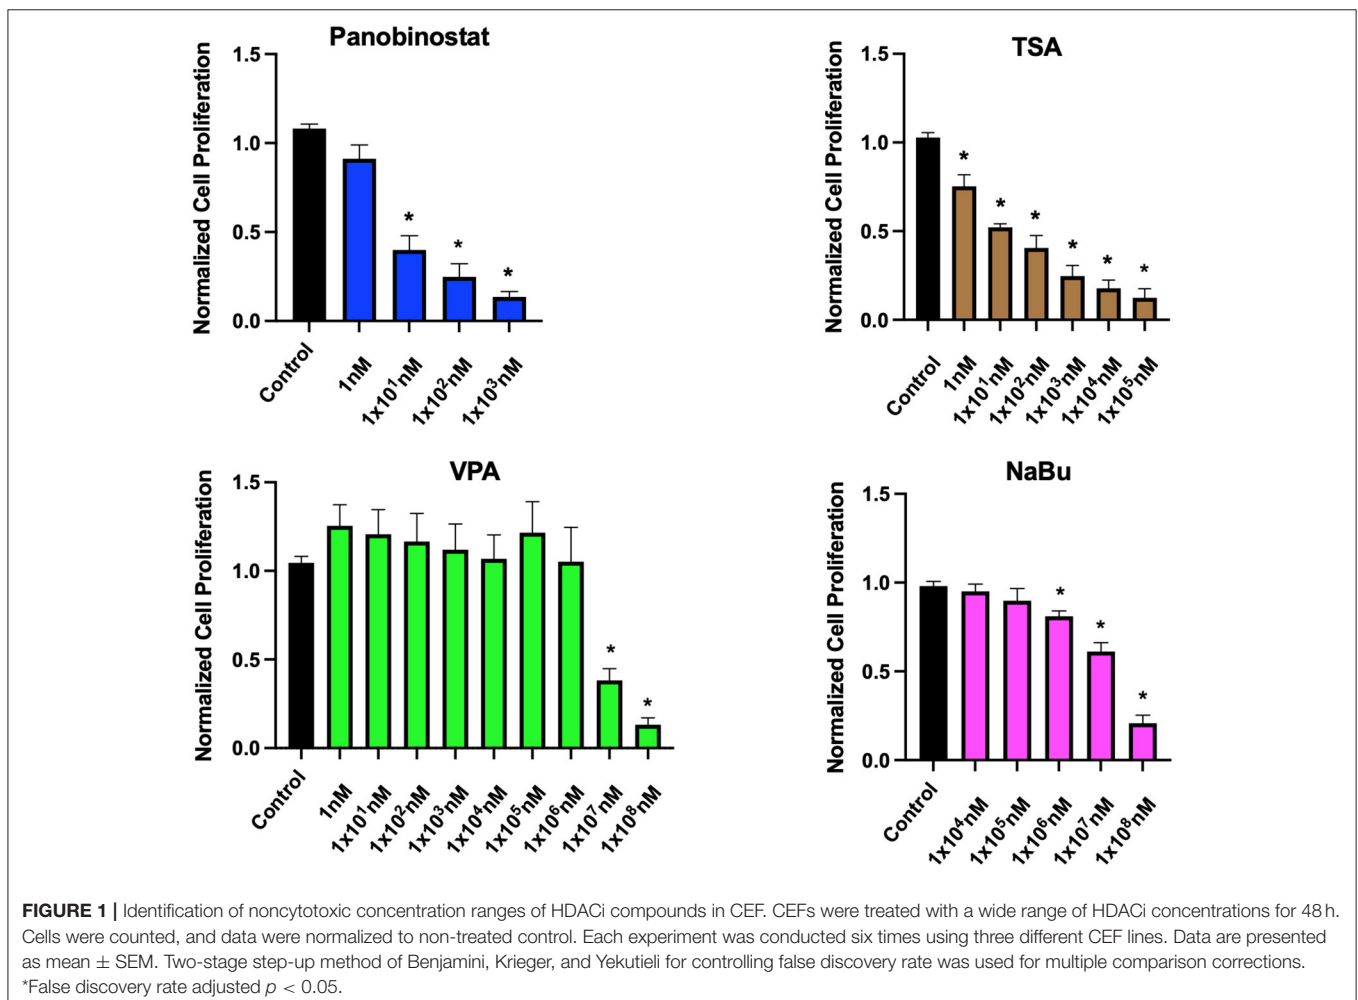 Panobinostat
Normalized Cell Proliferation
1.5
1.0
0.5
0.0
*
*
*
Control
1nM
1x10¹nM
1x10²nM
1x10³nM
TSA
Normalized Cell Proliferation
1.5
1.0
0.5
0.0
*
*
*
*
*
*
Control
1nM
1x10¹nM
1x10²nM
1x10³nM
1x10⁴nM
1x10⁵nM
VPA
Normalized Cell Proliferation
1.5
1.0
0.5
0.0
*
*
Control
1nM
1x10¹nM
1x10²nM
1x10³nM
1x10⁴nM
1x10⁵nM
1x10⁶nM
1x10⁷nM
1x10⁸nM
NaBu
Normalized Cell Proliferation
1.5
1.0
0.5
0.0
*
*
*
Control
1x10⁴nM
1x10⁵nM
1x10⁶nM
1x10⁷nM
1x10⁸nM
FIGURE 1 | Identification of noncytotoxic concentration ranges of HDACi compounds in CEF. CEFs were treated with a wide range of HDACi concentrations for 48 h.
Cells were counted, and data were normalized to non-treated control. Each experiment was conducted six times using three different CEF lines. Data are presented
as mean ± SEM. Two-stage step-up method of Benjamini, Krieger, and Yekutieli for controlling false discovery rate was used for multiple comparison corrections.
*False discovery rate adjusted p < 0.05.